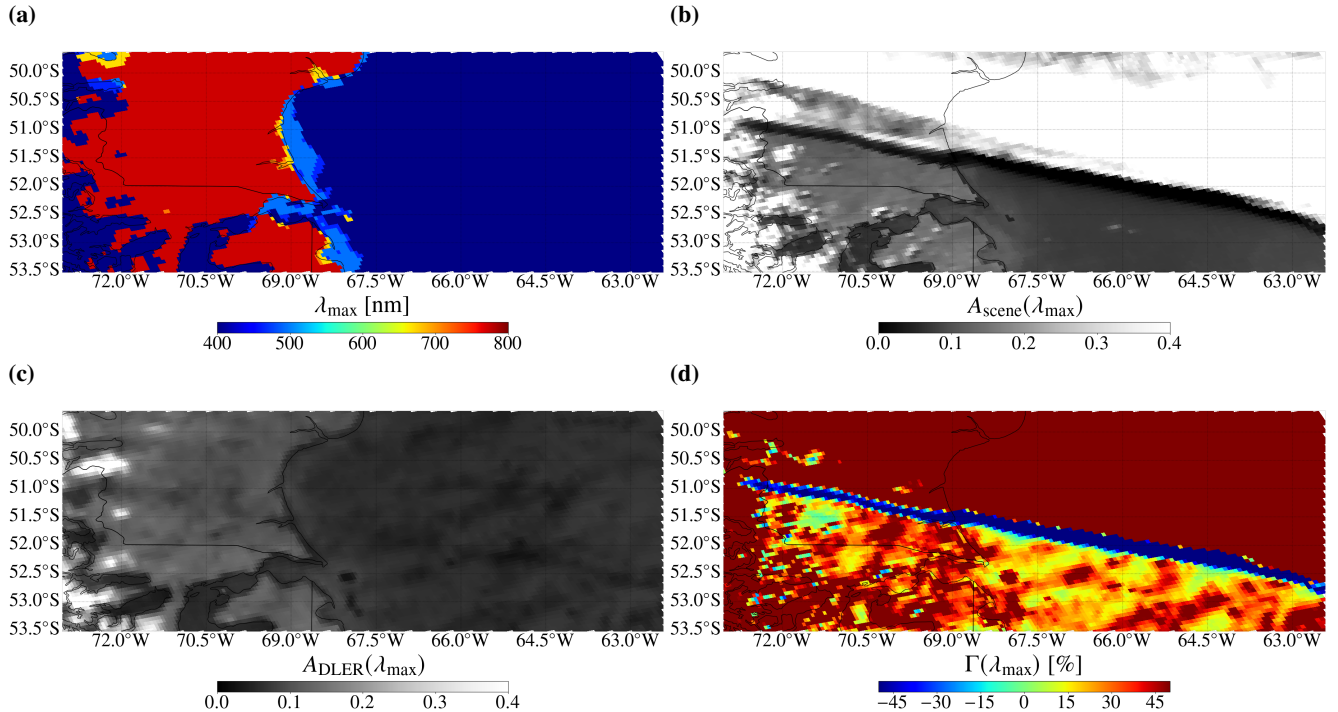 (a)
50.0°S
50.5°S
51.0°S
51.5°S
52.0°S
52.5°S
53.0°S
53.5°S
72.0°W 70.5°W 69.0°W 67.5°W 66.0°W 64.5°W 63.0°W
λmax [nm]
400 500 600 700 800
(b)
50.0°S
50.5°S
51.0°S
51.5°S
52.0°S
52.5°S
53.0°S
53.5°S
72.0°W 70.5°W 69.0°W 67.5°W 66.0°W 64.5°W 63.0°W
Ascene(λmax)
0.0 0.1 0.2 0.3 0.4
(c)
50.0°S
50.5°S
51.0°S
51.5°S
52.0°S
52.5°S
53.0°S
53.5°S
72.0°W 70.5°W 69.0°W 67.5°W 66.0°W 64.5°W 63.0°W
ADLER(λmax)
0.0 0.1 0.2 0.3 0.4
(d)
50.0°S
50.5°S
51.0°S
51.5°S
52.0°S
52.5°S
53.0°S
53.5°S
72.0°W 70.5°W 69.0°W 67.5°W 66.0°W 64.5°W 63.0°W
Γ(λmax) [%]
−45 −30 −15 0 15 30 45